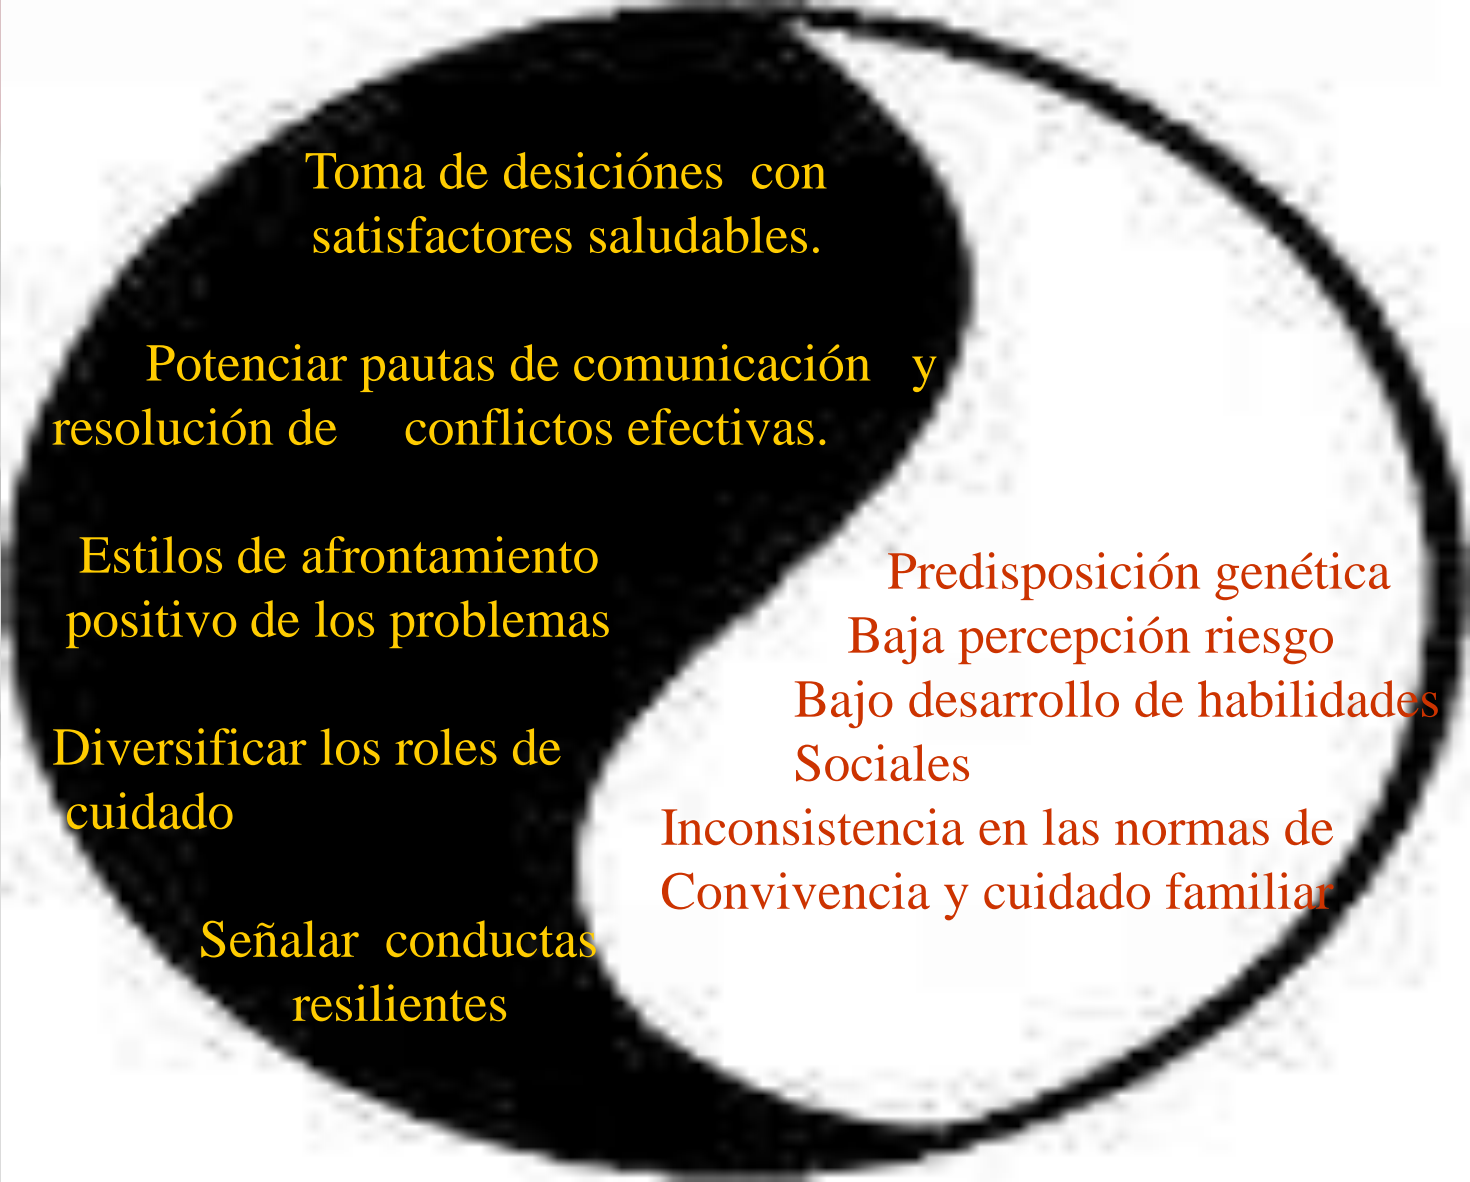 Toma de desiciónes con
satisfactores saludables.
Potenciar pautas de comunicación y
resolución de conflictos efectivas.
Estilos de afrontamiento
positivo de los problemas
Diversificar los roles de
cuidado
Señalar conductas
resilientes
Predisposición genética
Baja percepción riesgo
Bajo desarrollo de habilidades
Sociales
Inconsistencia en las normas de
Convivencia y cuidado familiar